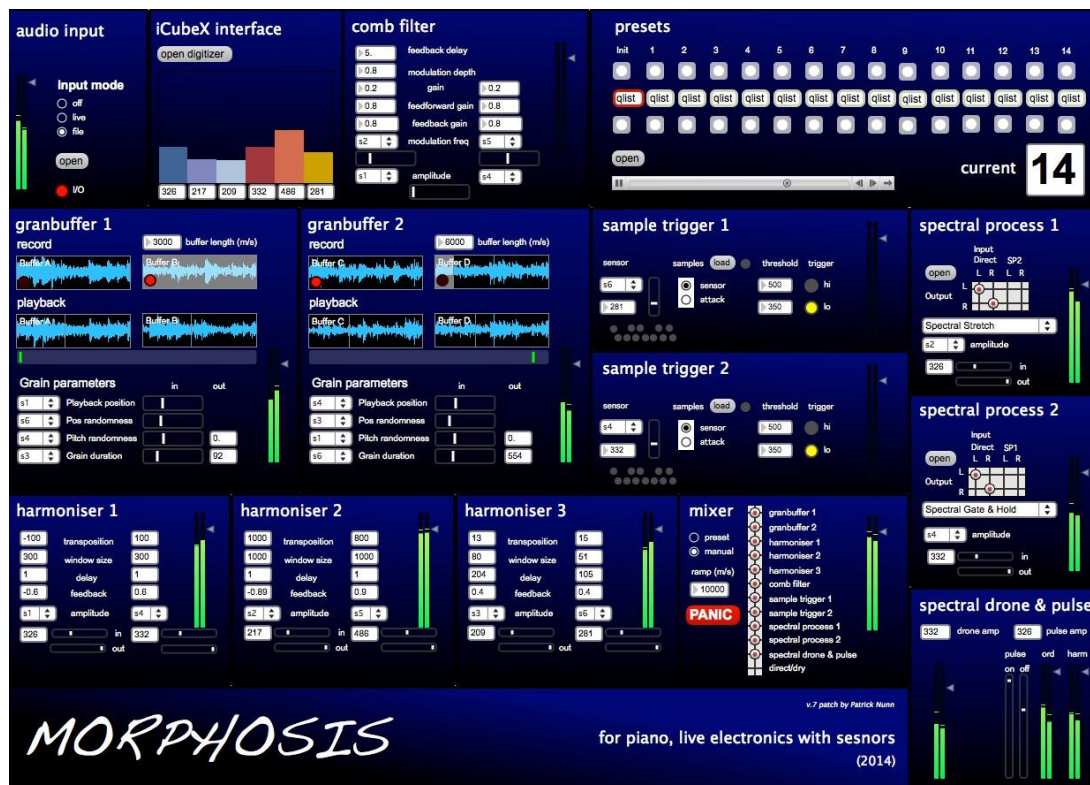 audio input
Input mode
off
live
file
open
I/O
iCubeX interface
open digitizer
326 217 209 332 486 281
comb filter
5. feedback delay
0.8 modulation depth
0.2 gain 0.2
0.8 feedforward gain 0.8
0.8 feedback gain 0.8
s2 modulation freq s5
s1 amplitude s4
presets
Init 1 2 3 4 5 6 7 8 9 10 11 12 13 14
qlist qlist qlist qlist qlist qlist qlist qlist qlist qlist qlist qlist qlist qlist qlist
open
current 14
granbuffer 1
record
3000 buffer length (m/s)
Buffer A Buffer B
playback
Buffer A Buffer B
Grain parameters in out
s1 Playback position
s6 Pos randomness
s4 Pitch randomness 0.
s3 Grain duration 92
granbuffer 2
record
6000 buffer length (m/s)
Buffer C Buffer D
playback
Buffer C Buffer D
Grain parameters in out
s4 Playback position
s3 Pos randomness
s1 Pitch randomness 0.
s6 Grain duration 554
sample trigger 1
sensor samples load threshold trigger
s6 sensor 500 hi
281 attack 350 lo
sample trigger 2
sensor samples load threshold trigger
s4 sensor 500 hi
332 attack 350 lo
spectral process 1
Input
Direct SP2
open L R L R
Output L
R
Spectral Stretch
s2 amplitude
326 in
out
spectral process 2
Input
Direct SP1
open L R L R
Output L
R
Spectral Gate & Hold
s4 amplitude
332 in
out
harmoniser 1
-100 transposition 100
300 window size 300
1 delay 1
-0.6 feedback 0.6
s1 amplitude s4
326 in 332
out
harmoniser 2
1000 transposition 800
1000 window size 1000
1 delay 1
-0.89 feedback 0.9
s2 amplitude s5
217 in 486
out
harmoniser 3
13 transposition 15
80 window size 51
204 delay 105
0.4 feedback 0.4
s3 amplitude s6
209 in 281
out
mixer
preset
manual
ramp (m/s)
10000
PANIC
granbuffer 1
granbuffer 2
harmoniser 1
harmoniser 2
harmoniser 3
comb filter
sample trigger 1
sample trigger 2
spectral process 1
spectral process 2
spectral drone & pulse
direct/dry
spectral drone & pulse
332 drone amp 326 pulse amp
pulse ord harm
on off
MORPHOSIS
v.7 patch by Patrick Nunn
for piano, live electronics with sesnors
(2014)